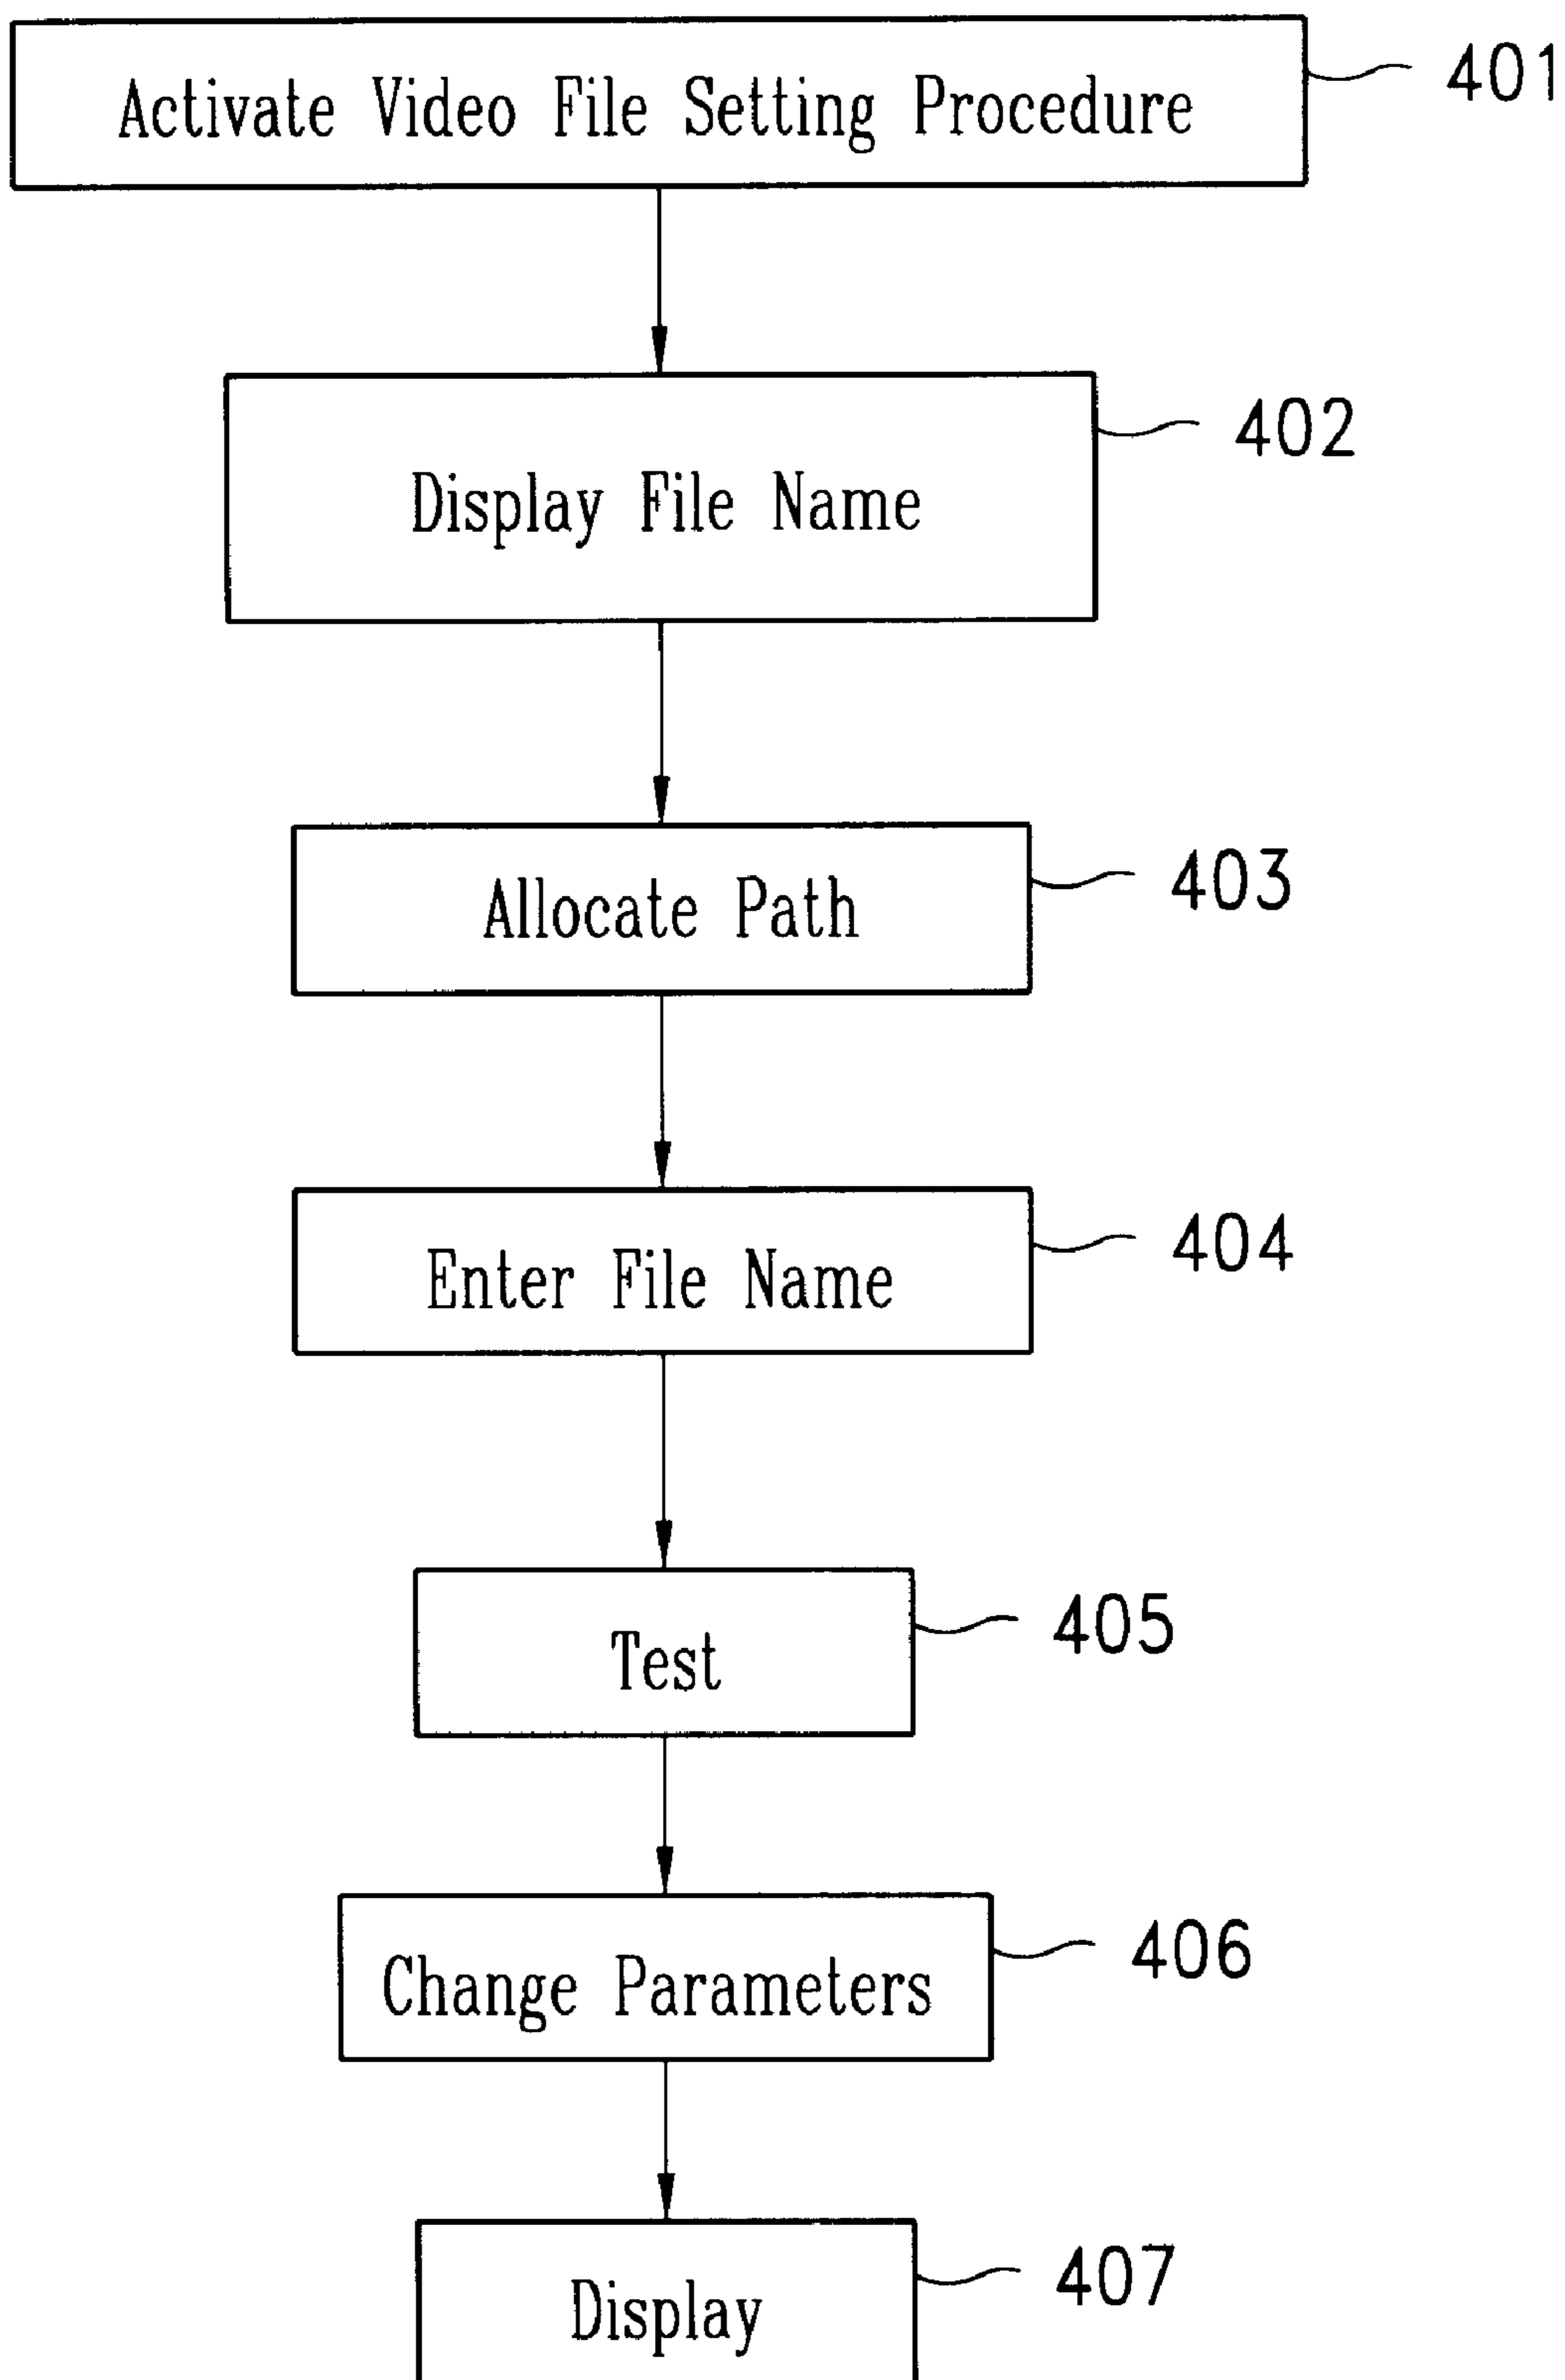 Activate Video File Setting Procedure 401
Display File Name 402
Allocate Path 403
Enter File Name 404
Test 405
Change Parameters 406
Display 407